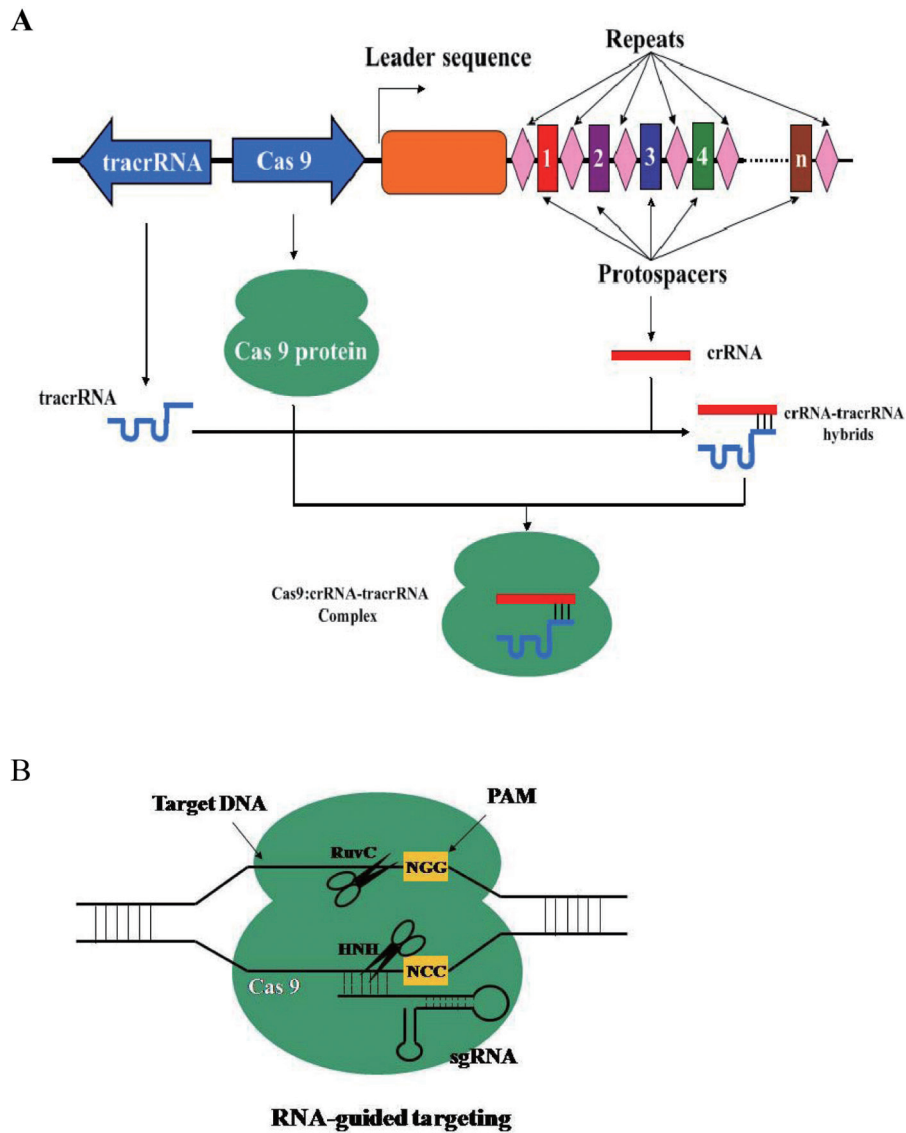 A
Repeats
Leader sequence
tracrRNA
Cas 9
1
2
3
4
n
Protospacers
Cas 9 protein
crRNA
tracrRNA
crRNA-tracrRNA
hybrids
Cas9:crRNA-tracrRNA
Complex
B
Target DNA
PAM
RuvC
NGG
HNH
NCC
Cas 9
sgRNA
RNA-guided targeting